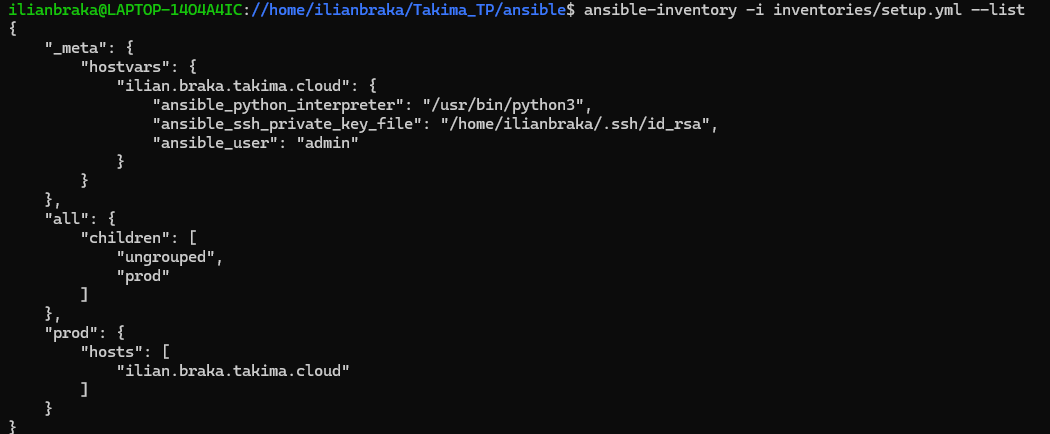 ilianbraka@LAPTOP-14O4A4IC://home/ilianbraka/Takima_TP/ansible$ ansible-inventory -i inventories/setup.yml --list
{
    "_meta": {
        "hostvars": {
            "ilian.braka.takima.cloud": {
                "ansible_python_interpreter": "/usr/bin/python3",
                "ansible_ssh_private_key_file": "/home/ilianbraka/.ssh/id_rsa",
                "ansible_user": "admin"
            }
        }
    },
    "all": {
        "children": [
            "ungrouped",
            "prod"
        ]
    },
    "prod": {
        "hosts": [
            "ilian.braka.takima.cloud"
        ]
    }
}